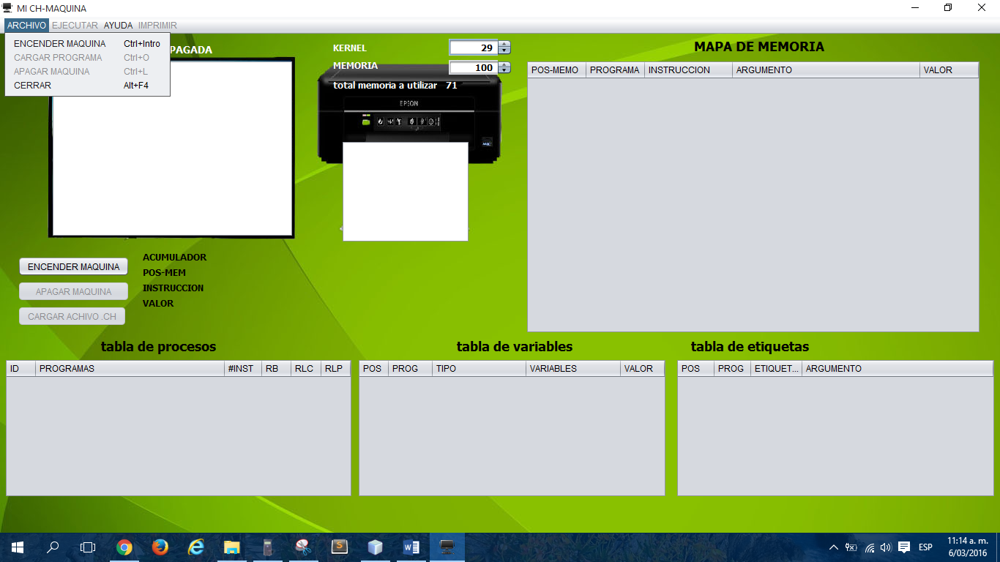 MI CH-MAQUINA
ARCHIVO EJECUTAR AYUDA IMPRIMIR
ENCENDER MAQUINA Ctrl+Intro
CARGAR PROGRAMA Ctrl+O
APAGAR MAQUINA Ctrl+L
CERRAR Alt+F4
PAGADA
KERNEL 29
MEMORIA 100
total memoria a utilizar 71
EPSON
MAPA DE MEMORIA
POS-MEMO PROGRAMA INSTRUCCION ARGUMENTO VALOR
ENCENDER MAQUINA
APAGAR MAQUINA
CARGAR ACHIVO .CH
ACUMULADOR
POS-MEM
INSTRUCCION
VALOR
tabla de procesos
ID PROGRAMAS #INST RB RLC RLP
tabla de variables
POS PROG TIPO VARIABLES VALOR
tabla de etiquetas
POS PROG ETIQUET... ARGUMENTO
ESP
11:14 a. m.
6/03/2016